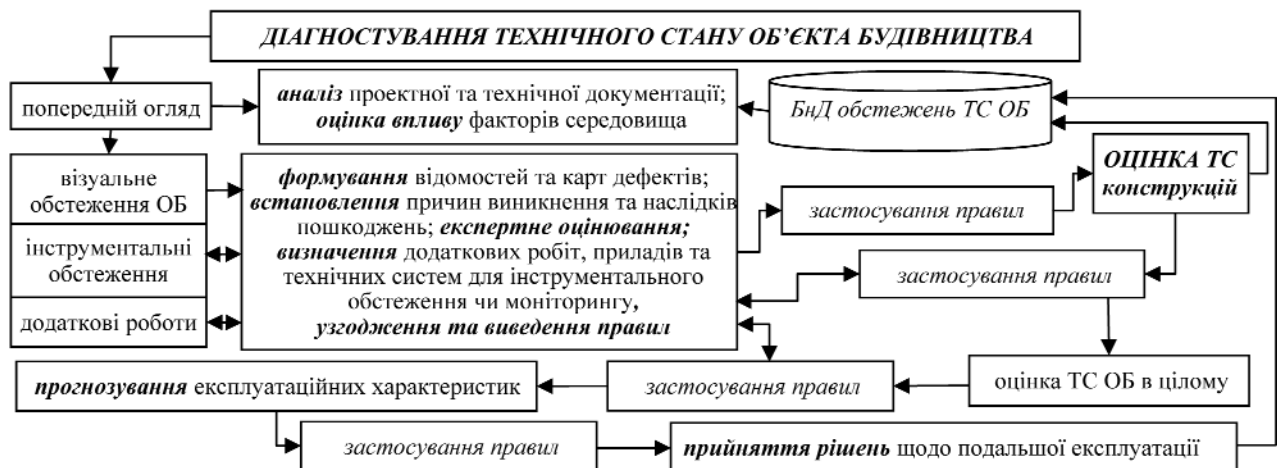 ДІАГНОСТУВАННЯ ТЕХНІЧНОГО СТАНУ ОБ’ЄКТА БУДІВНИЦТВА
попередній огляд
аналіз проектної та технічної документації;
оцінка впливу факторів середовища
БнД обстежень ТС ОБ
ОЦІНКА ТС
конструкцій
візуальне
обстеження ОБ
інструментальні
обстеження
додаткові роботи
формування відомостей та карт дефектів;
встановлення причин виникнення та наслідків
пошкоджень; експертне оцінювання;
визначення додаткових робіт, приладів та
технічних систем для інструментального
обстеження чи моніторингу,
узгодження та виведення правил
застосування правил
застосування правил
оцінка ТС ОБ в цілому
застосування правил
прогнозування експлуатаційних характеристик
застосування правил
прийняття рішень щодо подальшої експлуатації